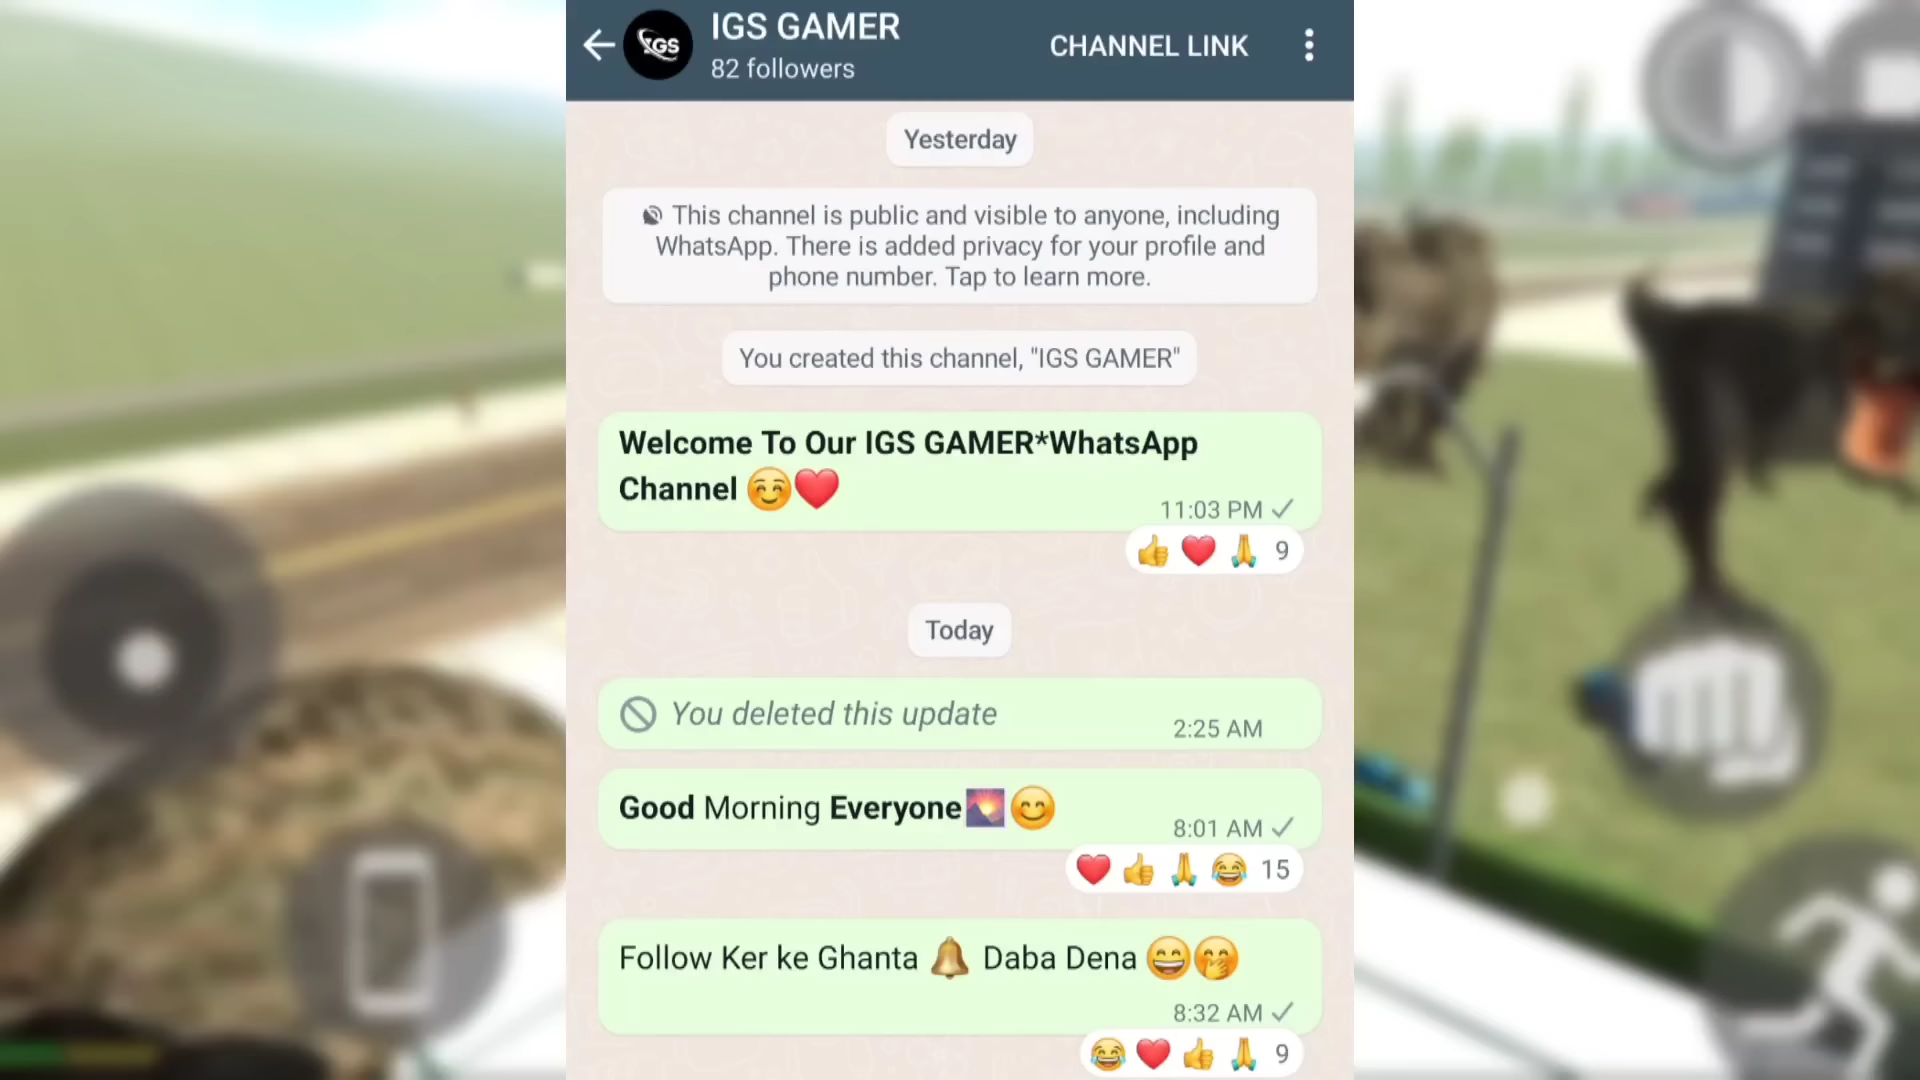 IGS GAMER
82 followers
CHANNEL LINK
IGS
Yesterday
This channel is public and visible to anyone, including
WhatsApp. There is added privacy for your profile and
phone number. Tap to learn more.
You created this channel, "IGS GAMER"
Welcome To Our IGS GAMER*WhatsApp
Channel 😊❤️
11:03 PM
👍 ❤️ 🙏 9
Today
You deleted this update
2:25 AM
Good Morning Everyone🌄😊
8:01 AM
❤️ 👍 🙏 😂 15
Follow Ker ke Ghanta 🔔 Daba Dena 😄🤭
8:32 AM
😂 ❤️ 👍 🙏 9